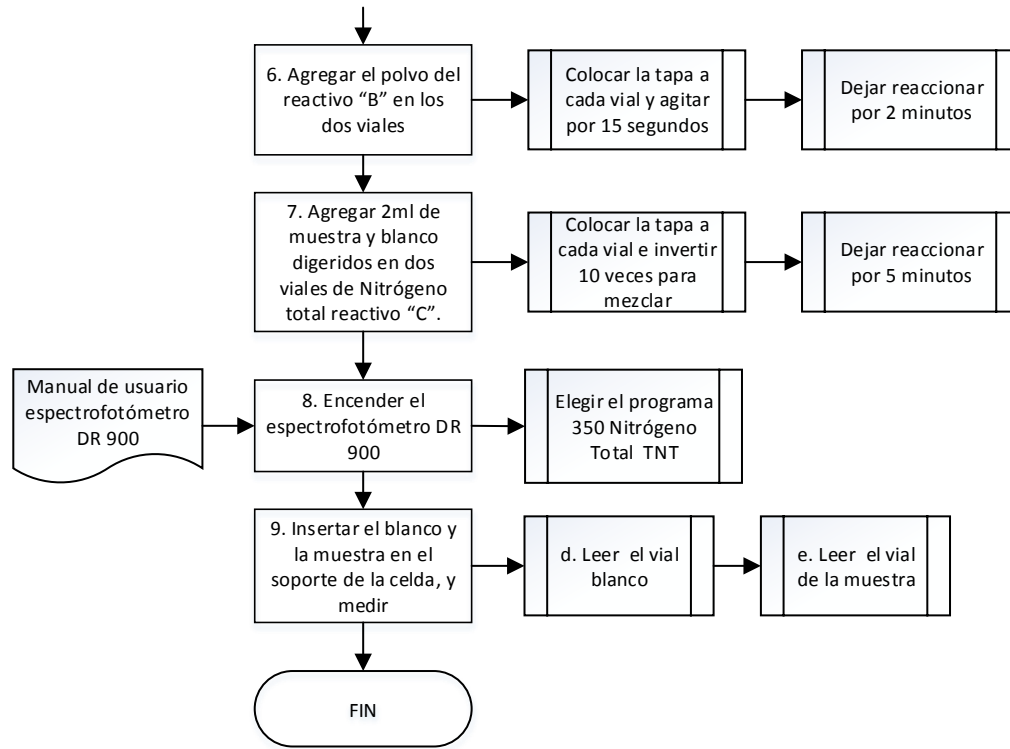 6. Agregar el polvo del
reactivo “B” en los
dos viales
Colocar la tapa a
cada vial y agitar
por 15 segundos
Dejar reaccionar
por 2 minutos
7. Agregar 2ml de
muestra y blanco
digeridos en dos
viales de Nitrógeno
total reactivo “C”.
Colocar la tapa a
cada vial e invertir
10 veces para
mezclar
Dejar reaccionar
por 5 minutos
Manual de usuario
espectrofotómetro
DR 900
8. Encender el
espectrofotómetro DR
900
Elegir el programa
350 Nitrógeno
Total TNT
9. Insertar el blanco y
la muestra en el
soporte de la celda, y
medir
d. Leer el vial
blanco
e. Leer el vial
de la muestra
FIN